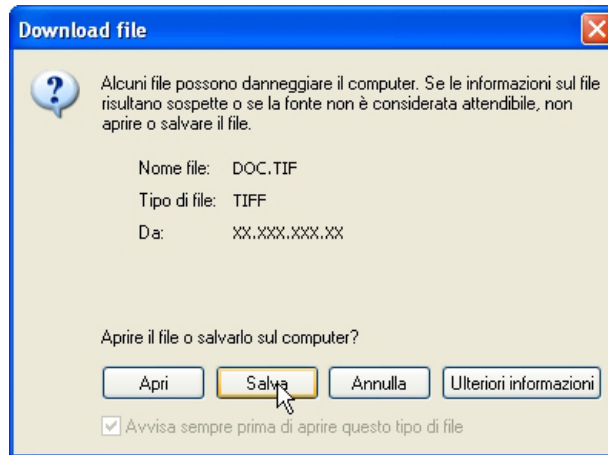 Download file
Alcuni file possono danneggiare il computer. Se le informazioni sul file
risultano sospette o se la fonte non è considerata attendibile, non
aprire o salvare il file.
Nome file: DOC.TIF
Tipo di file: TIFF
Da: XX.XXX.XXX.XX
Aprire il file o salvarlo sul computer?
Apri Salva Annulla Ulteriori informazioni
Avvisa sempre prima di aprire questo tipo di file